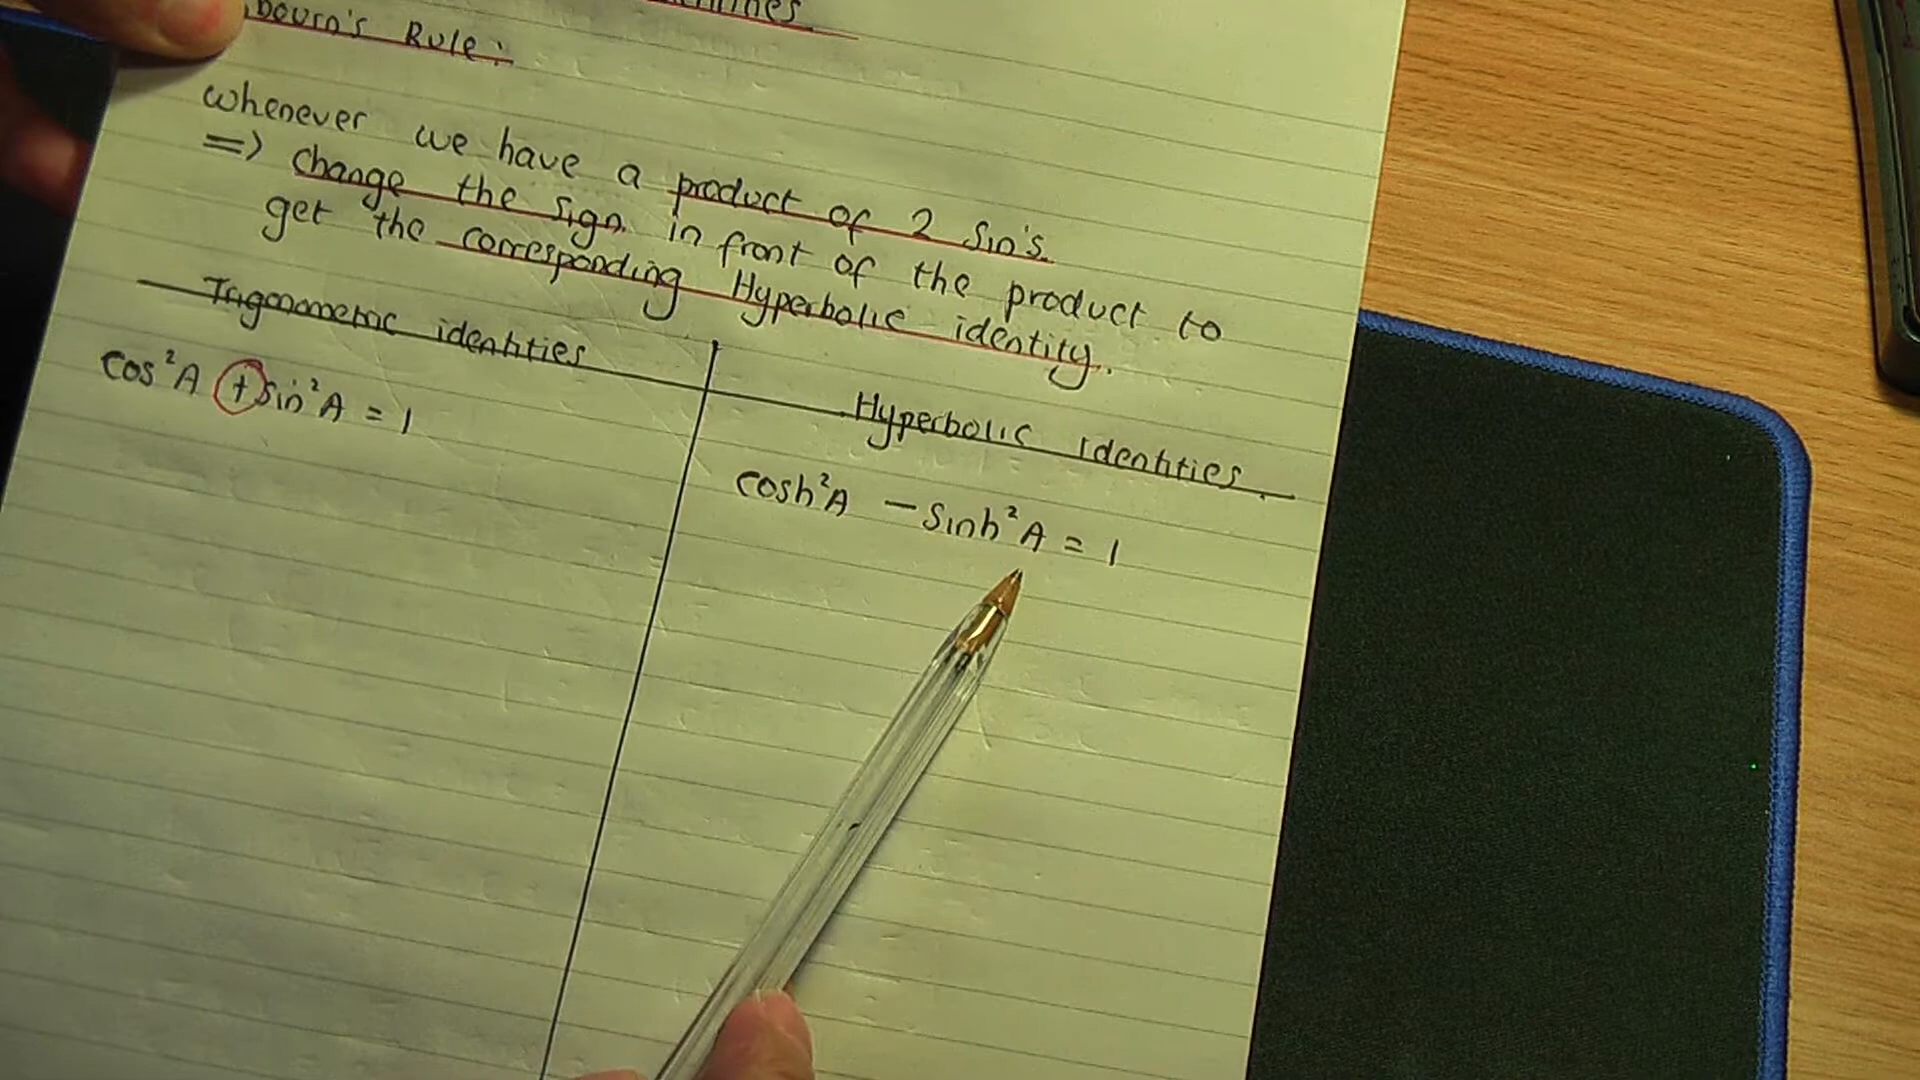 Rule:
whenever we have a product of 2 Sin's.
=> change the sign. in front of the product to
get the corresponding Hyperbolic identity.
Trigonometric identities
Hyperbolic identities.
Cos²A + Sin²A = 1
Cosh²A - Sinh²A = 1